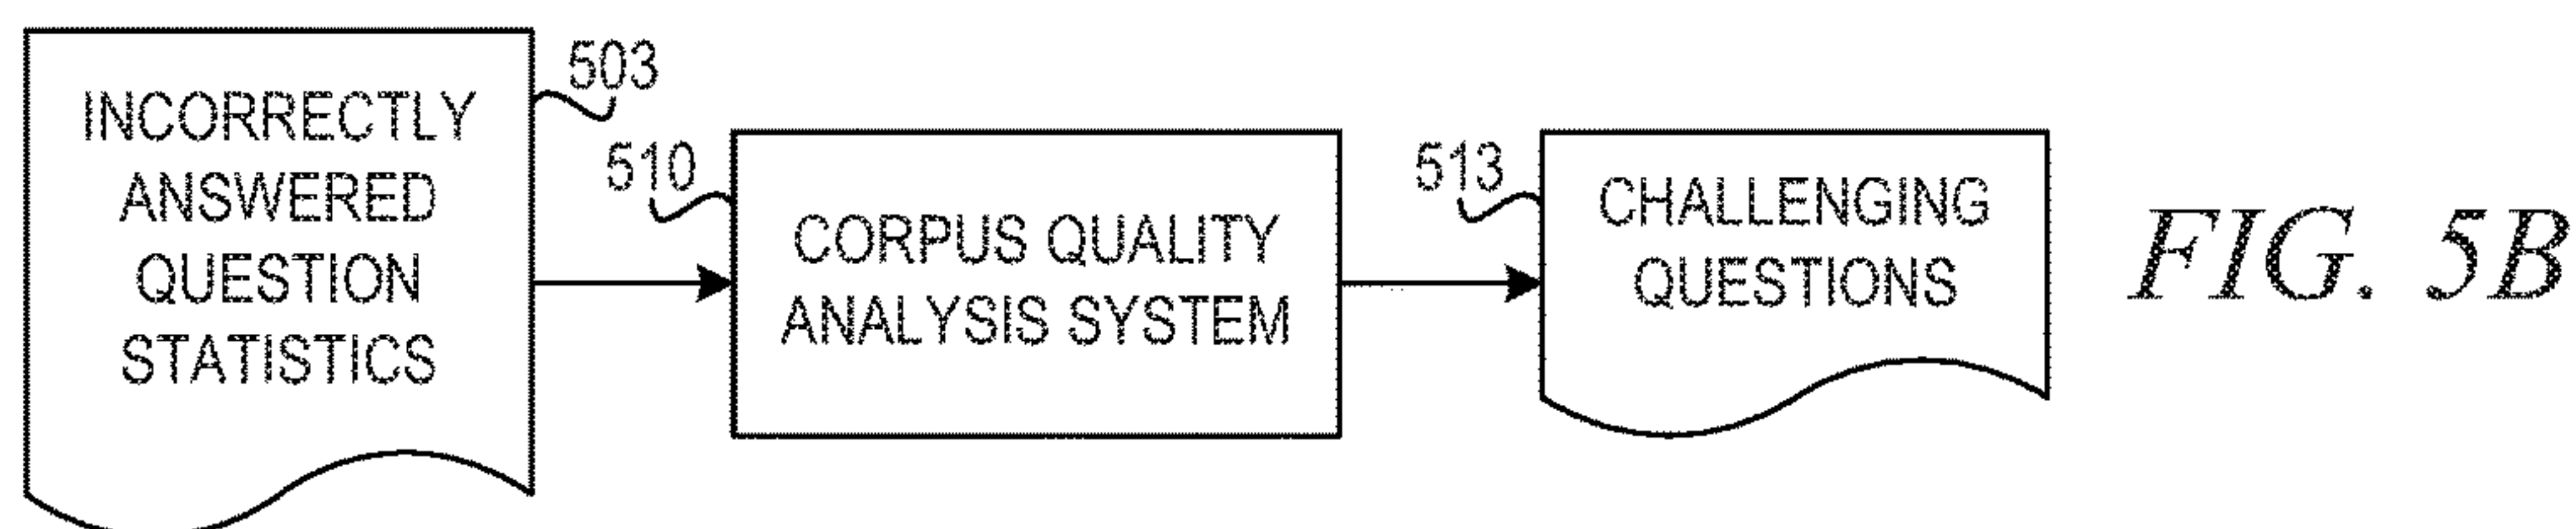 INCORRECTLY
ANSWERED
QUESTION
STATISTICS
503
510
CORPUS QUALITY
ANALYSIS SYSTEM
513
CHALLENGING
QUESTIONS
FIG. 5B